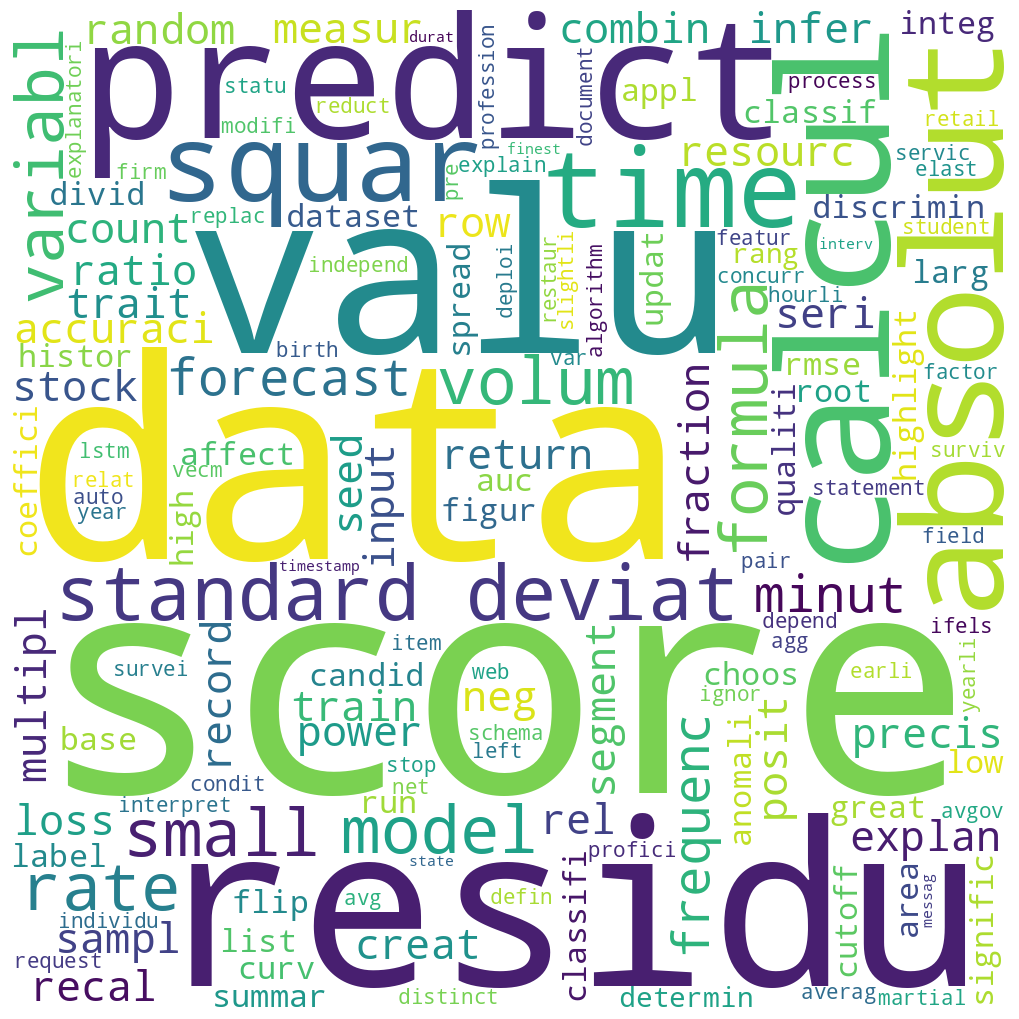 random
measur
durat
combin
infer
integ
predict
variabl
explanatori
statu
reduct
modifi
profession
document
appl
process
classif
retail
squar
finest
explain
time
resourc
servic
elast
calcul
absolut
firm
divid
replac
dataset
pre
row
discrimin
student
count
ratio
trait
independ
valu
spread
deploi
restaur
slightli
algorithm
updat
featur
rang
concurr
hourli
interv
larg
seri
accuraci
histor
birth
stock
forecast
var
volum
formula
rmse
root
highlight
factor
coeffici
lstm
affect
vecm
relat
auto
year
high
data
seed
input
return
auc
figur
fraction
qualiti
surviv
statement
field
pair
timestamp
standard deviat
minut
depend
agg
ifels
multipl
survei
record
item
candid
web
train
power
neg
schema
left
segment
choos
ignor
earli
yearli
score
base
condit
stop
net
run
interpret
frequenc
anomali
posit
precis
low
great
avgov
loss
label
small
model
rel
profici
explan
state
rate
individu
sampl
request
recal
flip
list
curv
summar
avg
creat
distinct
defin
classifi
residu
determin
cutoff
area
messag
signific
averag
martial